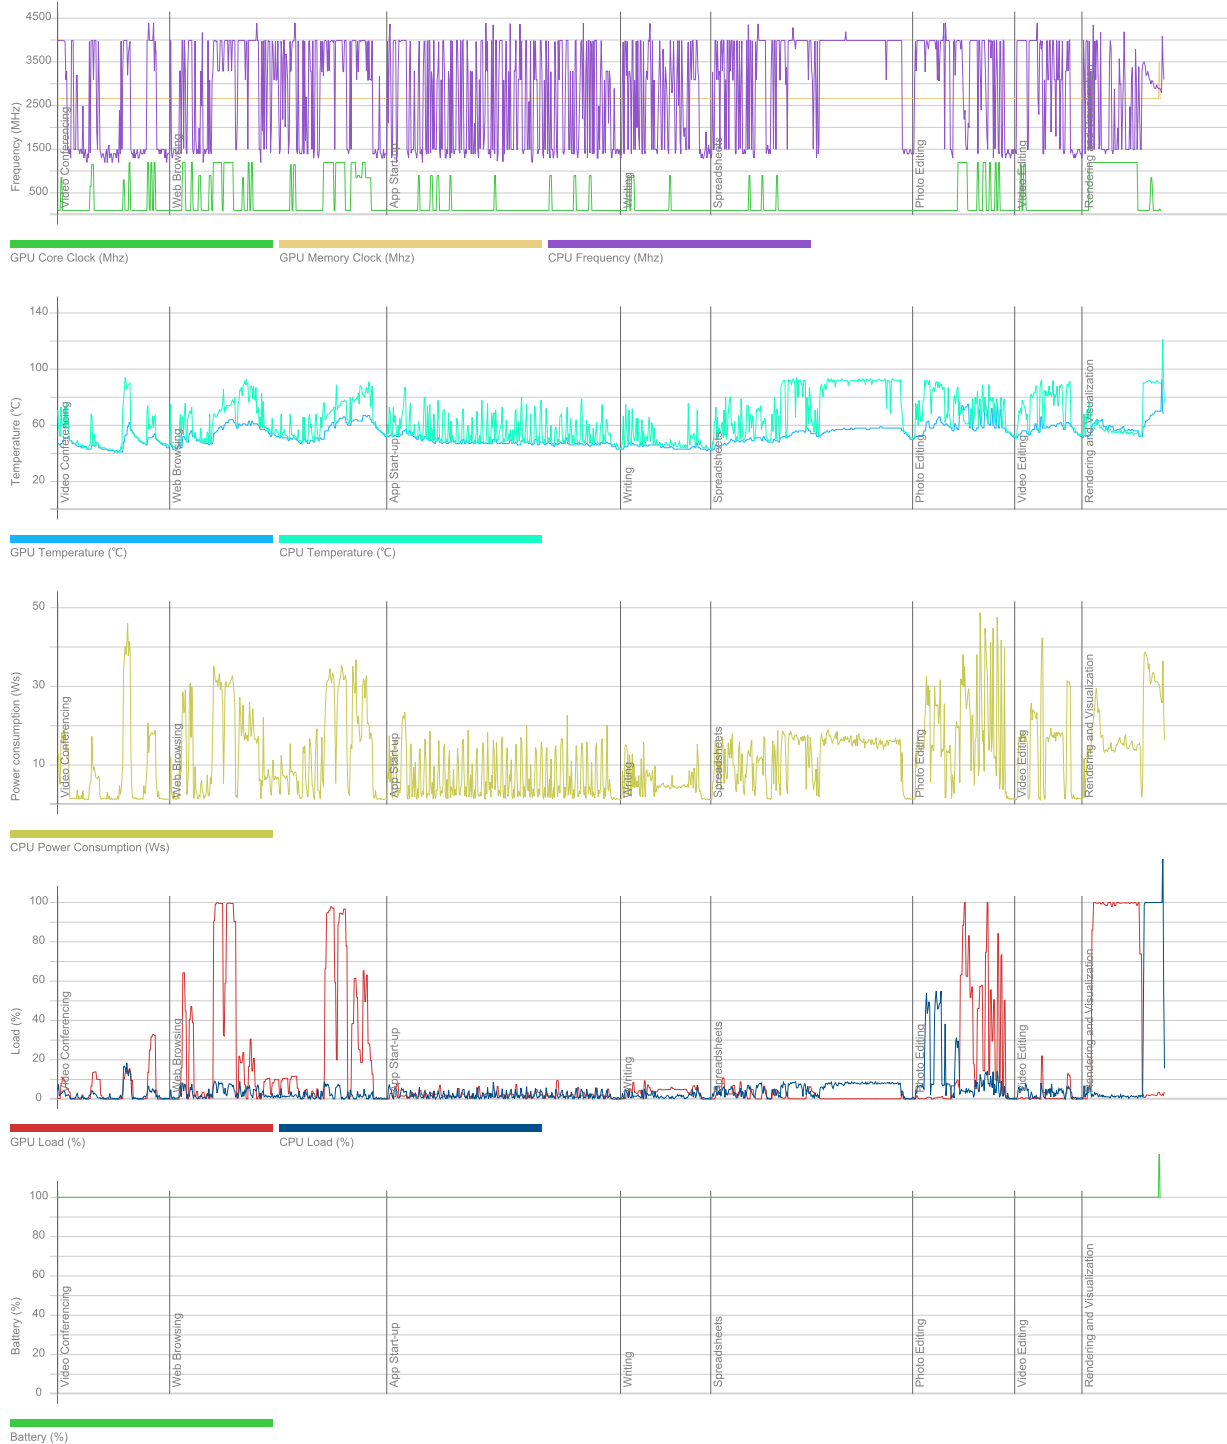 4500
3500
2500
1500
500
Frequency (MHz)
Video Conferencing
Web Browsing
App Start-up
Writing
Spreadsheets
Photo Editing
Video Editing
Rendering and Visualization
GPU Core Clock (Mhz)
GPU Memory Clock (Mhz)
CPU Frequency (Mhz)
140
100
60
20
Temperature (℃)
Video Conferencing
Web Browsing
App Start-up
Writing
Spreadsheets
Photo Editing
Video Editing
Rendering and Visualization
GPU Temperature (℃)
CPU Temperature (℃)
50
30
10
Power consumption (Ws)
Video Conferencing
Web Browsing
App Start-up
Writing
Spreadsheets
Photo Editing
Video Editing
Rendering and Visualization
CPU Power Consumption (Ws)
100
80
60
40
20
0
Load (%)
Video Conferencing
Web Browsing
App Start-up
Writing
Spreadsheets
Photo Editing
Video Editing
Rendering and Visualization
GPU Load (%)
CPU Load (%)
100
80
60
40
20
0
Battery (%)
Video Conferencing
Web Browsing
App Start-up
Writing
Spreadsheets
Photo Editing
Video Editing
Rendering and Visualization
Battery (%)